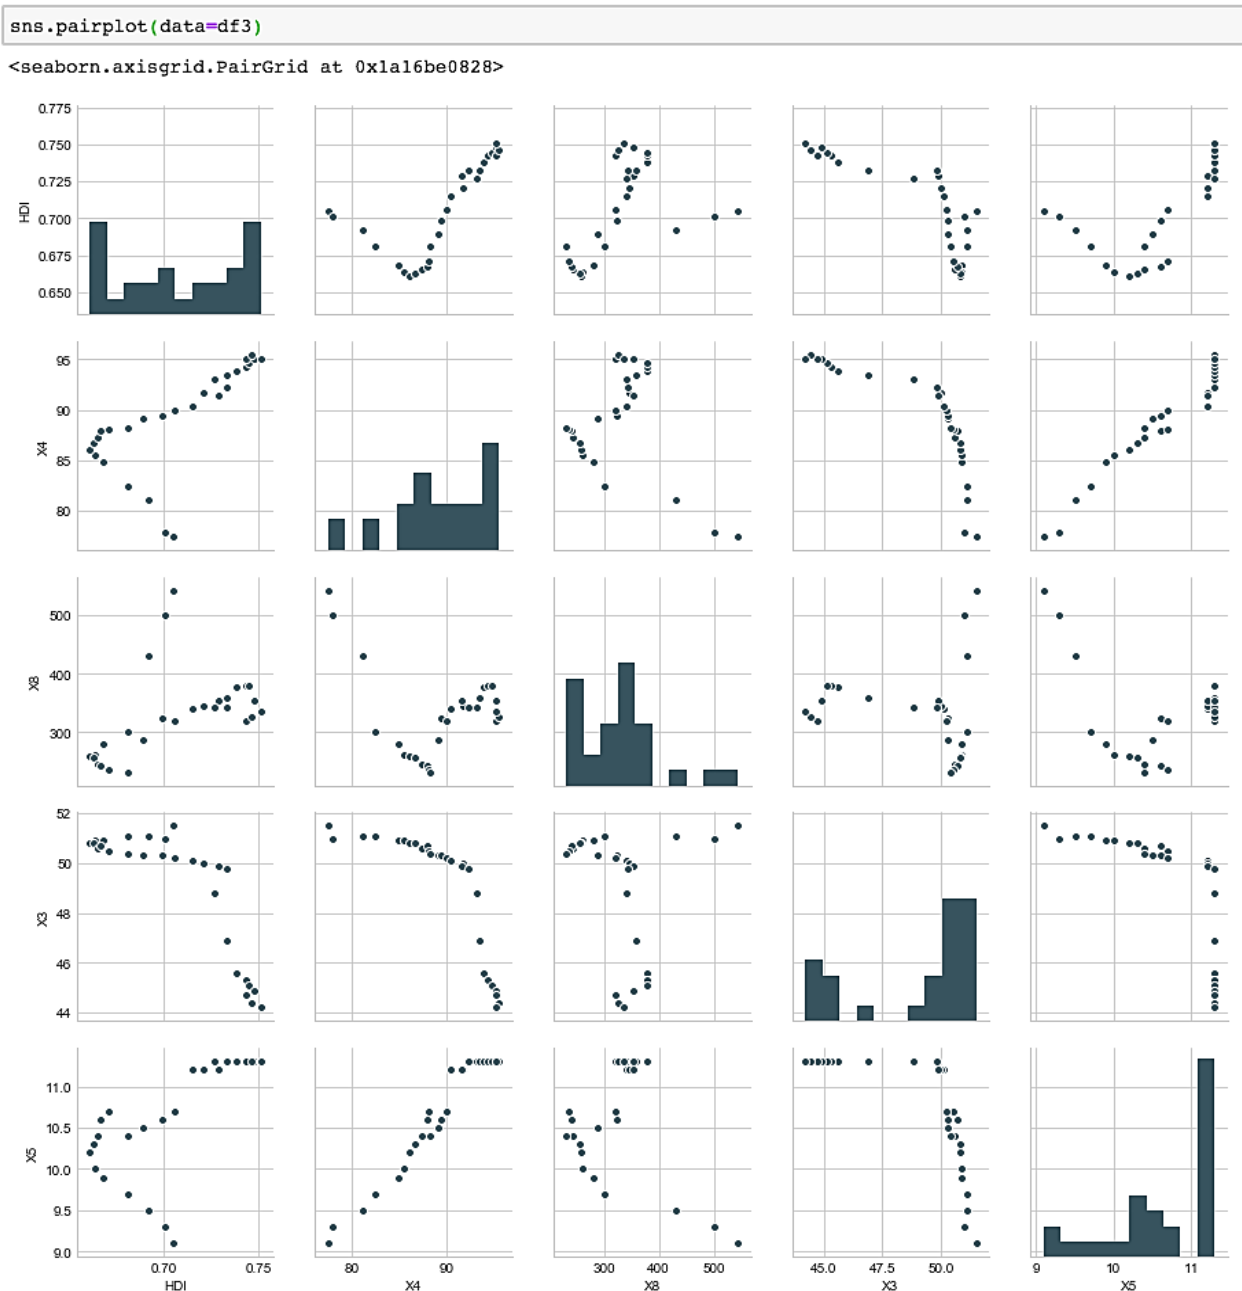 sns.pairplot(data=df3)
<seaborn.axisgrid.PairGrid at 0x1a16be0828>
0.775
0.750
0.725
0.700
0.675
0.650
HDI
95
90
85
80
X4
500
400
300
X8
52
50
48
46
44
X3
11.0
10.5
10.0
9.5
9.0
X5
0.70 0.75 80 90 300 400 500 45.0 47.5 50.0 9 10 11
HDI X4 X8 X3 X5